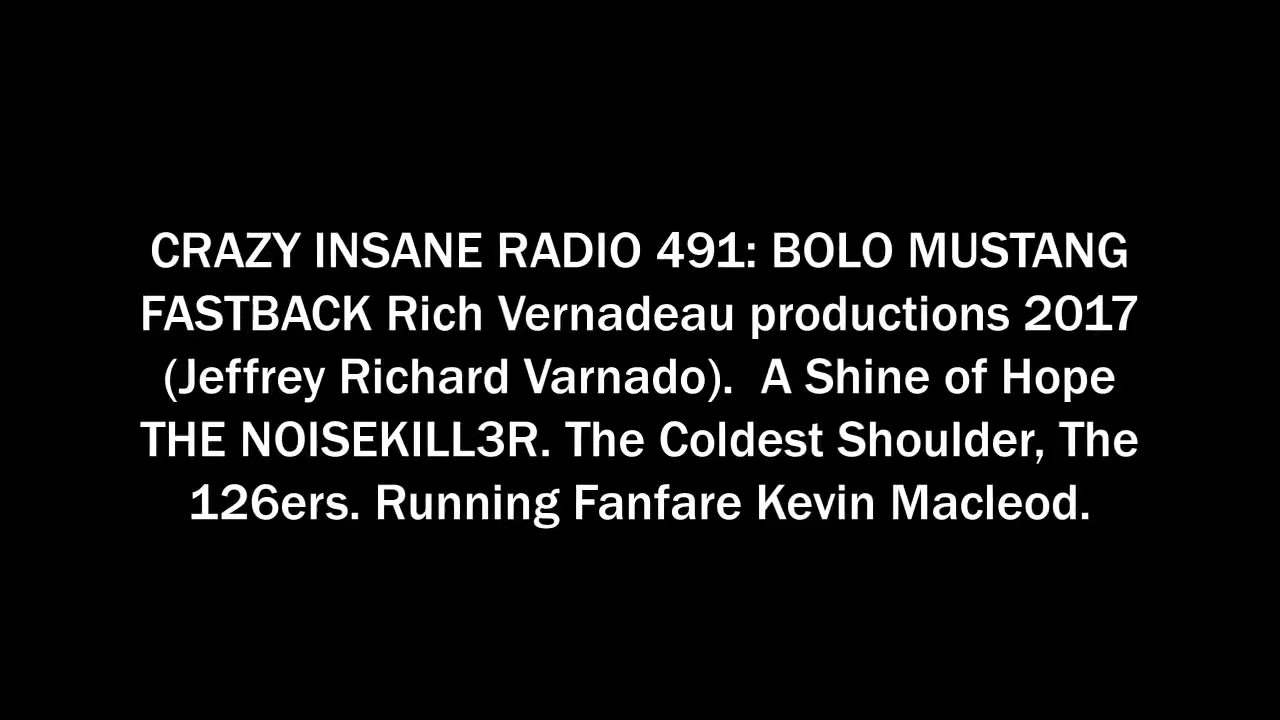 CRAZY INSANE RADIO 491: BOLO MUSTANG
FASTBACK Rich Vernadeau productions 2017
(Jeffrey Richard Varnado).  A Shine of Hope
THE NOISEKILL3R. The Coldest Shoulder, The
126ers. Running Fanfare Kevin Macleod.